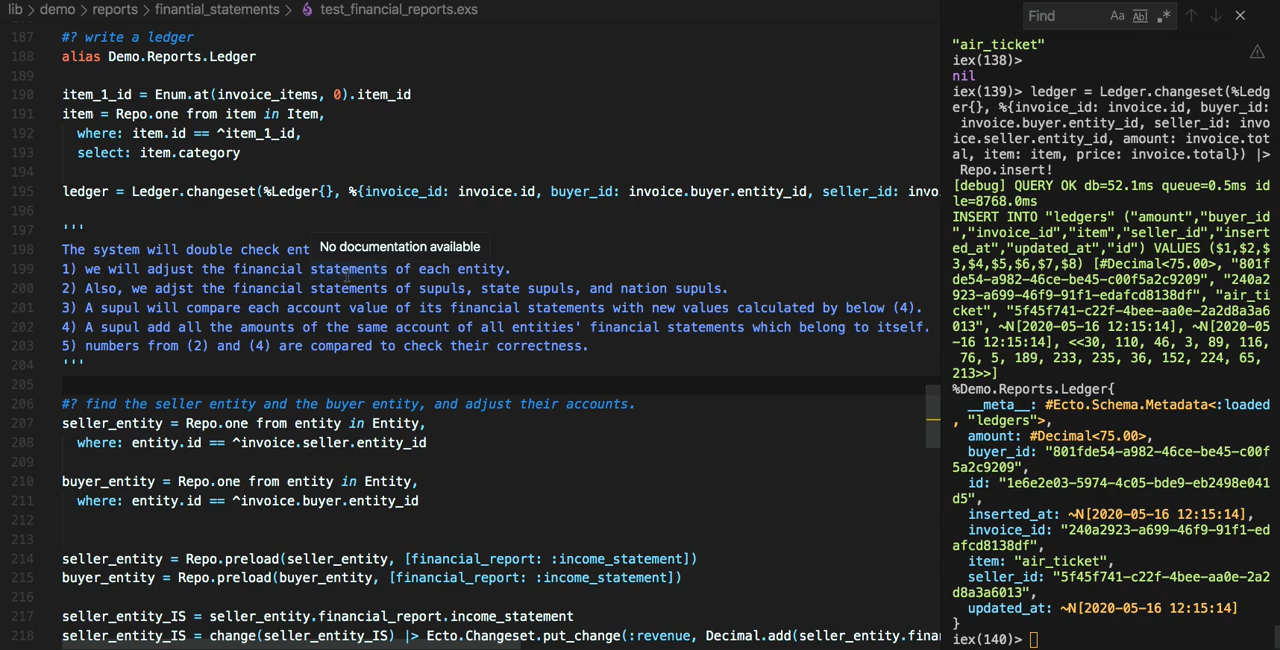 lib > demo > reports > finantial_statements > test_financial_reports.exs
187 #? write a ledger
188 alias Demo.Reports.Ledger
189
190 item_1_id = Enum.at(invoice_items, 0).item_id
191 item = Repo.one from item in Item,
192 where: item.id == ^item_1_id,
193 select: item.category
194
195 ledger = Ledger.changeset(%Ledger{}, %{invoice_id: invoice.id, buyer_id: invoice.buyer.entity_id, seller_id: invo
196
197 '''
198 The system will double check ent
No documentation available
199 1) we will adjust the financial statements of each entity.
200 2) Also, we adjst the financial statements of supuls, state supuls, and nation supuls.
201 3) A supul will compare each account value of its financial statements with new values calculated by below (4).
202 4) A supul add all the amounts of the same account of all entities' financial statements which belong to itself.
203 5) numbers from (2) and (4) are compared to check their correctness.
204 '''
205
206 #? find the seller entity and the buyer entity, and adjust their accounts.
207 seller_entity = Repo.one from entity in Entity,
208 where: entity.id == ^invoice.seller.entity_id
209
210 buyer_entity = Repo.one from entity in Entity,
211 where: entity.id == ^invoice.buyer.entity_id
212
213
214 seller_entity = Repo.preload(seller_entity, [financial_report: :income_statement])
215 buyer_entity = Repo.preload(buyer_entity, [financial_report: :income_statement])
216
217 seller_entity_IS = seller_entity.financial_report.income_statement
218 seller_entity_IS = change(seller_entity_IS) |> Ecto.Changeset.put_change(:revenue, Decimal.add(seller_entity.fina
Find Aa Abl .*
"air_ticket"
iex(138)>
nil
iex(139)> ledger = Ledger.changeset(%Ledg
er{}, %{invoice_id: invoice.id, buyer_id:
invoice.buyer.entity_id, seller_id: invo
ice.seller.entity_id, amount: invoice.tot
al, item: item, price: invoice.total}) |>
Repo.insert!
[debug] QUERY OK db=52.1ms queue=0.5ms id
le=8768.0ms
INSERT INTO "ledgers" ("amount","buyer_id
","invoice_id","item","seller_id","insert
ed_at","updated_at","id") VALUES ($1,$2,$
3,$4,$5,$6,$7,$8) [#Decimal<75.00>, "801f
de54-a982-46ce-be45-c00f5a2c9209", "240a2
923-a699-46f9-91f1-edafcd8138df", "air_ti
cket", "5f45f741-c22f-4bee-aa0e-2a2d8a3a6
013", ~N[2020-05-16 12:15:14], ~N[2020-05
-16 12:15:14], <<30, 110, 46, 3, 89, 116,
76, 5, 189, 233, 235, 36, 152, 224, 65,
213>>]
%Demo.Reports.Ledger{
__meta__: #Ecto.Schema.Metadata<:loaded
, "ledgers">,
amount: #Decimal<75.00>,
buyer_id: "801fde54-a982-46ce-be45-c00f
5a2c9209",
id: "1e6e2e03-5974-4c05-bde9-eb2498e041
d5",
inserted_at: ~N[2020-05-16 12:15:14],
invoice_id: "240a2923-a699-46f9-91f1-ed
afcd8138df",
item: "air_ticket",
seller_id: "5f45f741-c22f-4bee-aa0e-2a2
d8a3a6013",
updated_at: ~N[2020-05-16 12:15:14]
}
iex(140)>